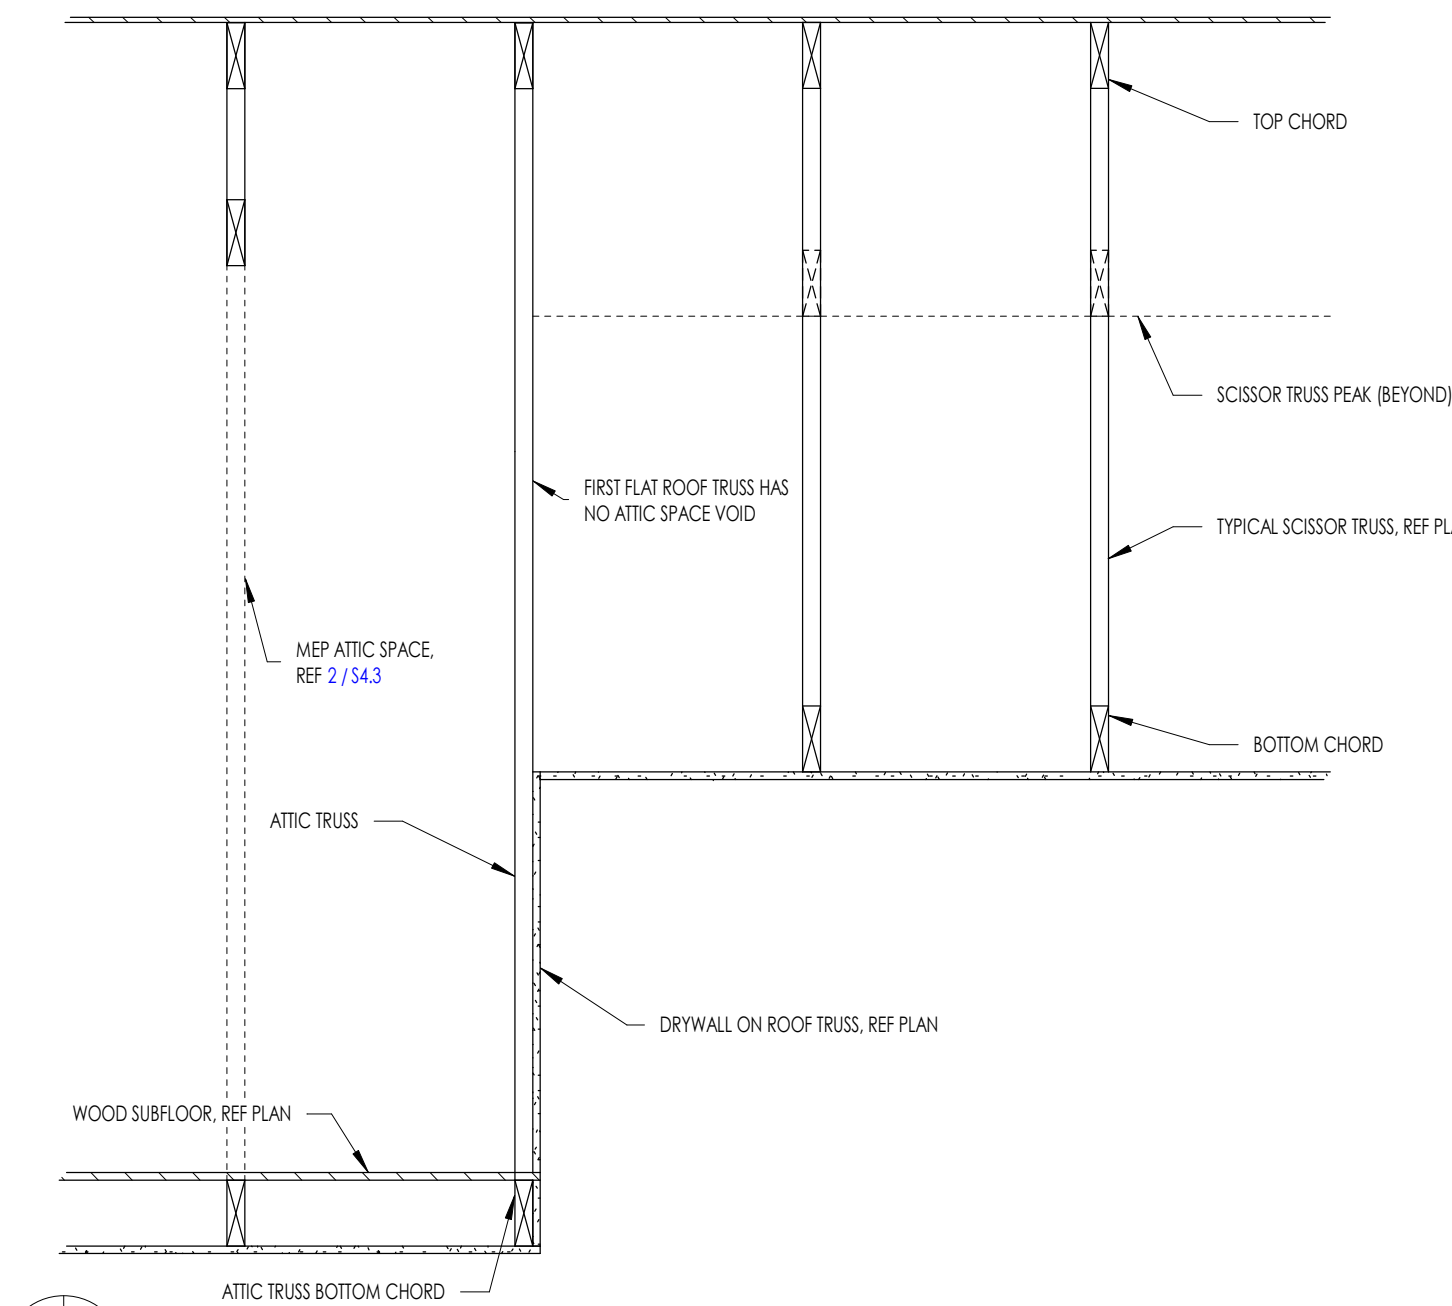 TOP CHORD
SCISSOR TRUSS PEAK (BEYOND)
FIRST FLAT ROOF TRUSS HAS
NO ATTIC SPACE VOID
TYPICAL SCISSOR TRUSS, REF
MEP ATTIC SPACE,
REF 2 / S4.3
BOTTOM CHORD
ATTIC TRUSS
DRYWALL ON ROOF TRUSS, REF PLAN
WOOD SUBFLOOR, REF PLAN
ATTIC TRUSS BOTTOM CHORD